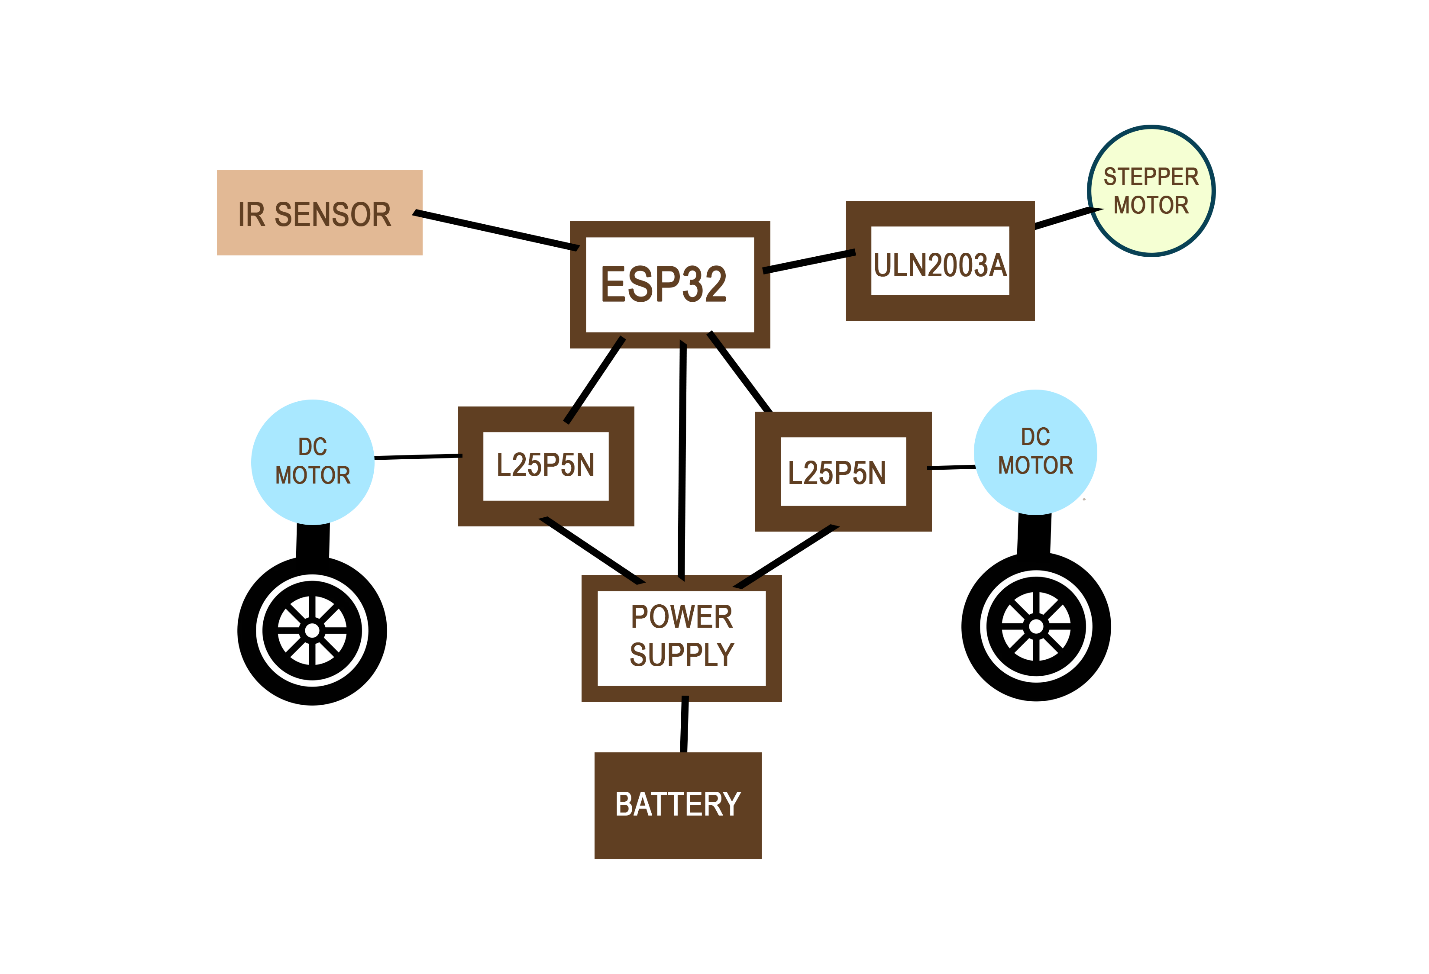 STEPPER
MOTOR
IR SENSOR
ESP32
ULN2003A
DC
MOTOR
L25P5N
L25P5N
DC
MOTOR
POWER
SUPPLY
BATTERY